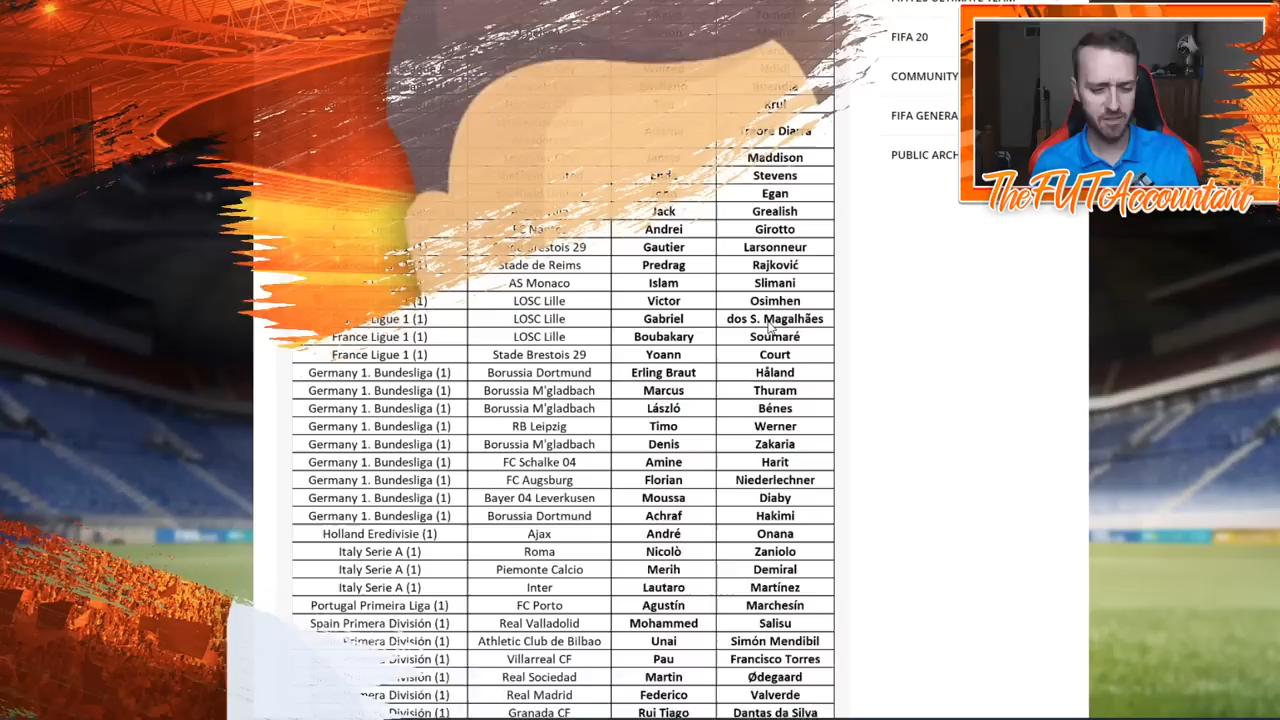 FIFA 20
COMMUNITY
FIFA GENERA
PUBLIC ARCH
TheFUTAccountant
Krul
Traore Diarra
Maddison
Stevens
Egan
Jack Grealish
FC Nantes Andrei Girotto
Stade Brestois 29 Gautier Larsonneur
Stade de Reims Predrag Rajković
AS Monaco Islam Slimani
(1) LOSC Lille Victor Osimhen
Ligue 1 (1) LOSC Lille Gabriel dos S. Magalhães
France Ligue 1 (1) LOSC Lille Boubakary Soumaré
France Ligue 1 (1) Stade Brestois 29 Yoann Court
Germany 1. Bundesliga (1) Borussia Dortmund Erling Braut Håland
Germany 1. Bundesliga (1) Borussia M'gladbach Marcus Thuram
Germany 1. Bundesliga (1) Borussia M'gladbach László Bénes
Germany 1. Bundesliga (1) RB Leipzig Timo Werner
Germany 1. Bundesliga (1) Borussia M'gladbach Denis Zakaria
Germany 1. Bundesliga (1) FC Schalke 04 Amine Harit
Germany 1. Bundesliga (1) FC Augsburg Florian Niederlechner
Germany 1. Bundesliga (1) Bayer 04 Leverkusen Moussa Diaby
Germany 1. Bundesliga (1) Borussia Dortmund Achraf Hakimi
Holland Eredivisie (1) Ajax André Onana
Italy Serie A (1) Roma Nicolò Zaniolo
Italy Serie A (1) Piemonte Calcio Merih Demiral
Italy Serie A (1) Inter Lautaro Martínez
Portugal Primeira Liga (1) FC Porto Agustín Marchesín
Spain Primera División (1) Real Valladolid Mohammed Salisu
Primera División (1) Athletic Club de Bilbao Unai Simón Mendibil
Primera División (1) Villarreal CF Pau Francisco Torres
Primera División (1) Real Sociedad Martin Ødegaard
Primera División (1) Real Madrid Federico Valverde
División (1) Granada CF Rui Tiago Dantas da Silva